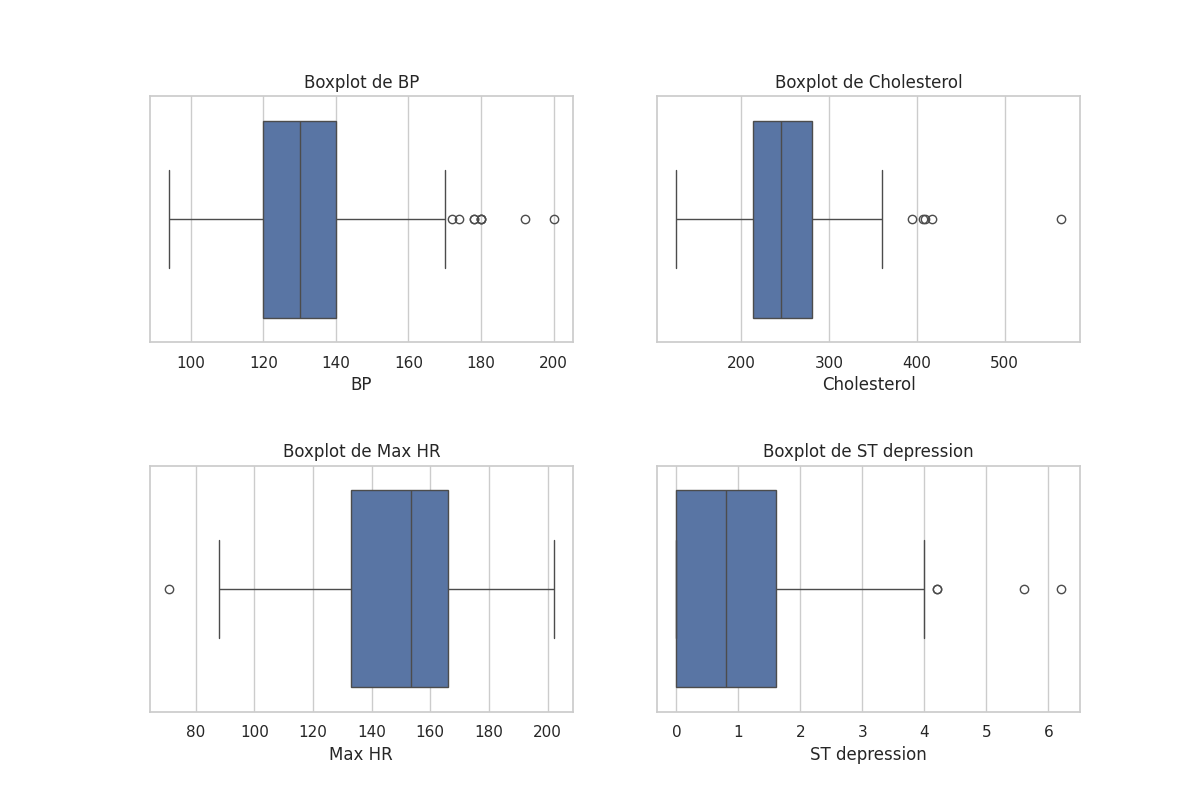 Boxplot de BP
100 120 140 160 180 200
BP
Boxplot de Cholesterol
200 300 400 500
Cholesterol
Boxplot de Max HR
80 100 120 140 160 180 200
Max HR
Boxplot de ST depression
0 1 2 3 4 5 6
ST depression